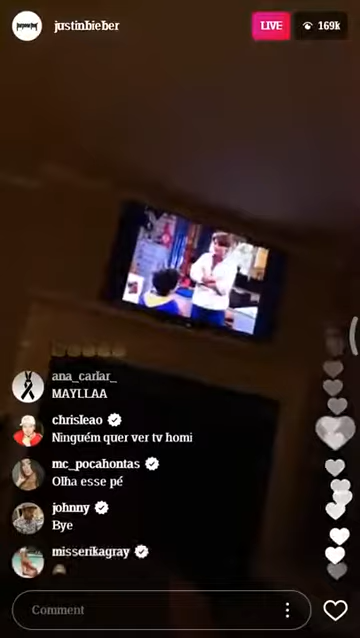 justinbieber
LIVE
169k
ana_carlar_
MAYLLAA
chrisleao
Ninguém quer ver tv homi
mc_pocahontas
Olha esse pé
johnny
Bye
misserikagray
Comment